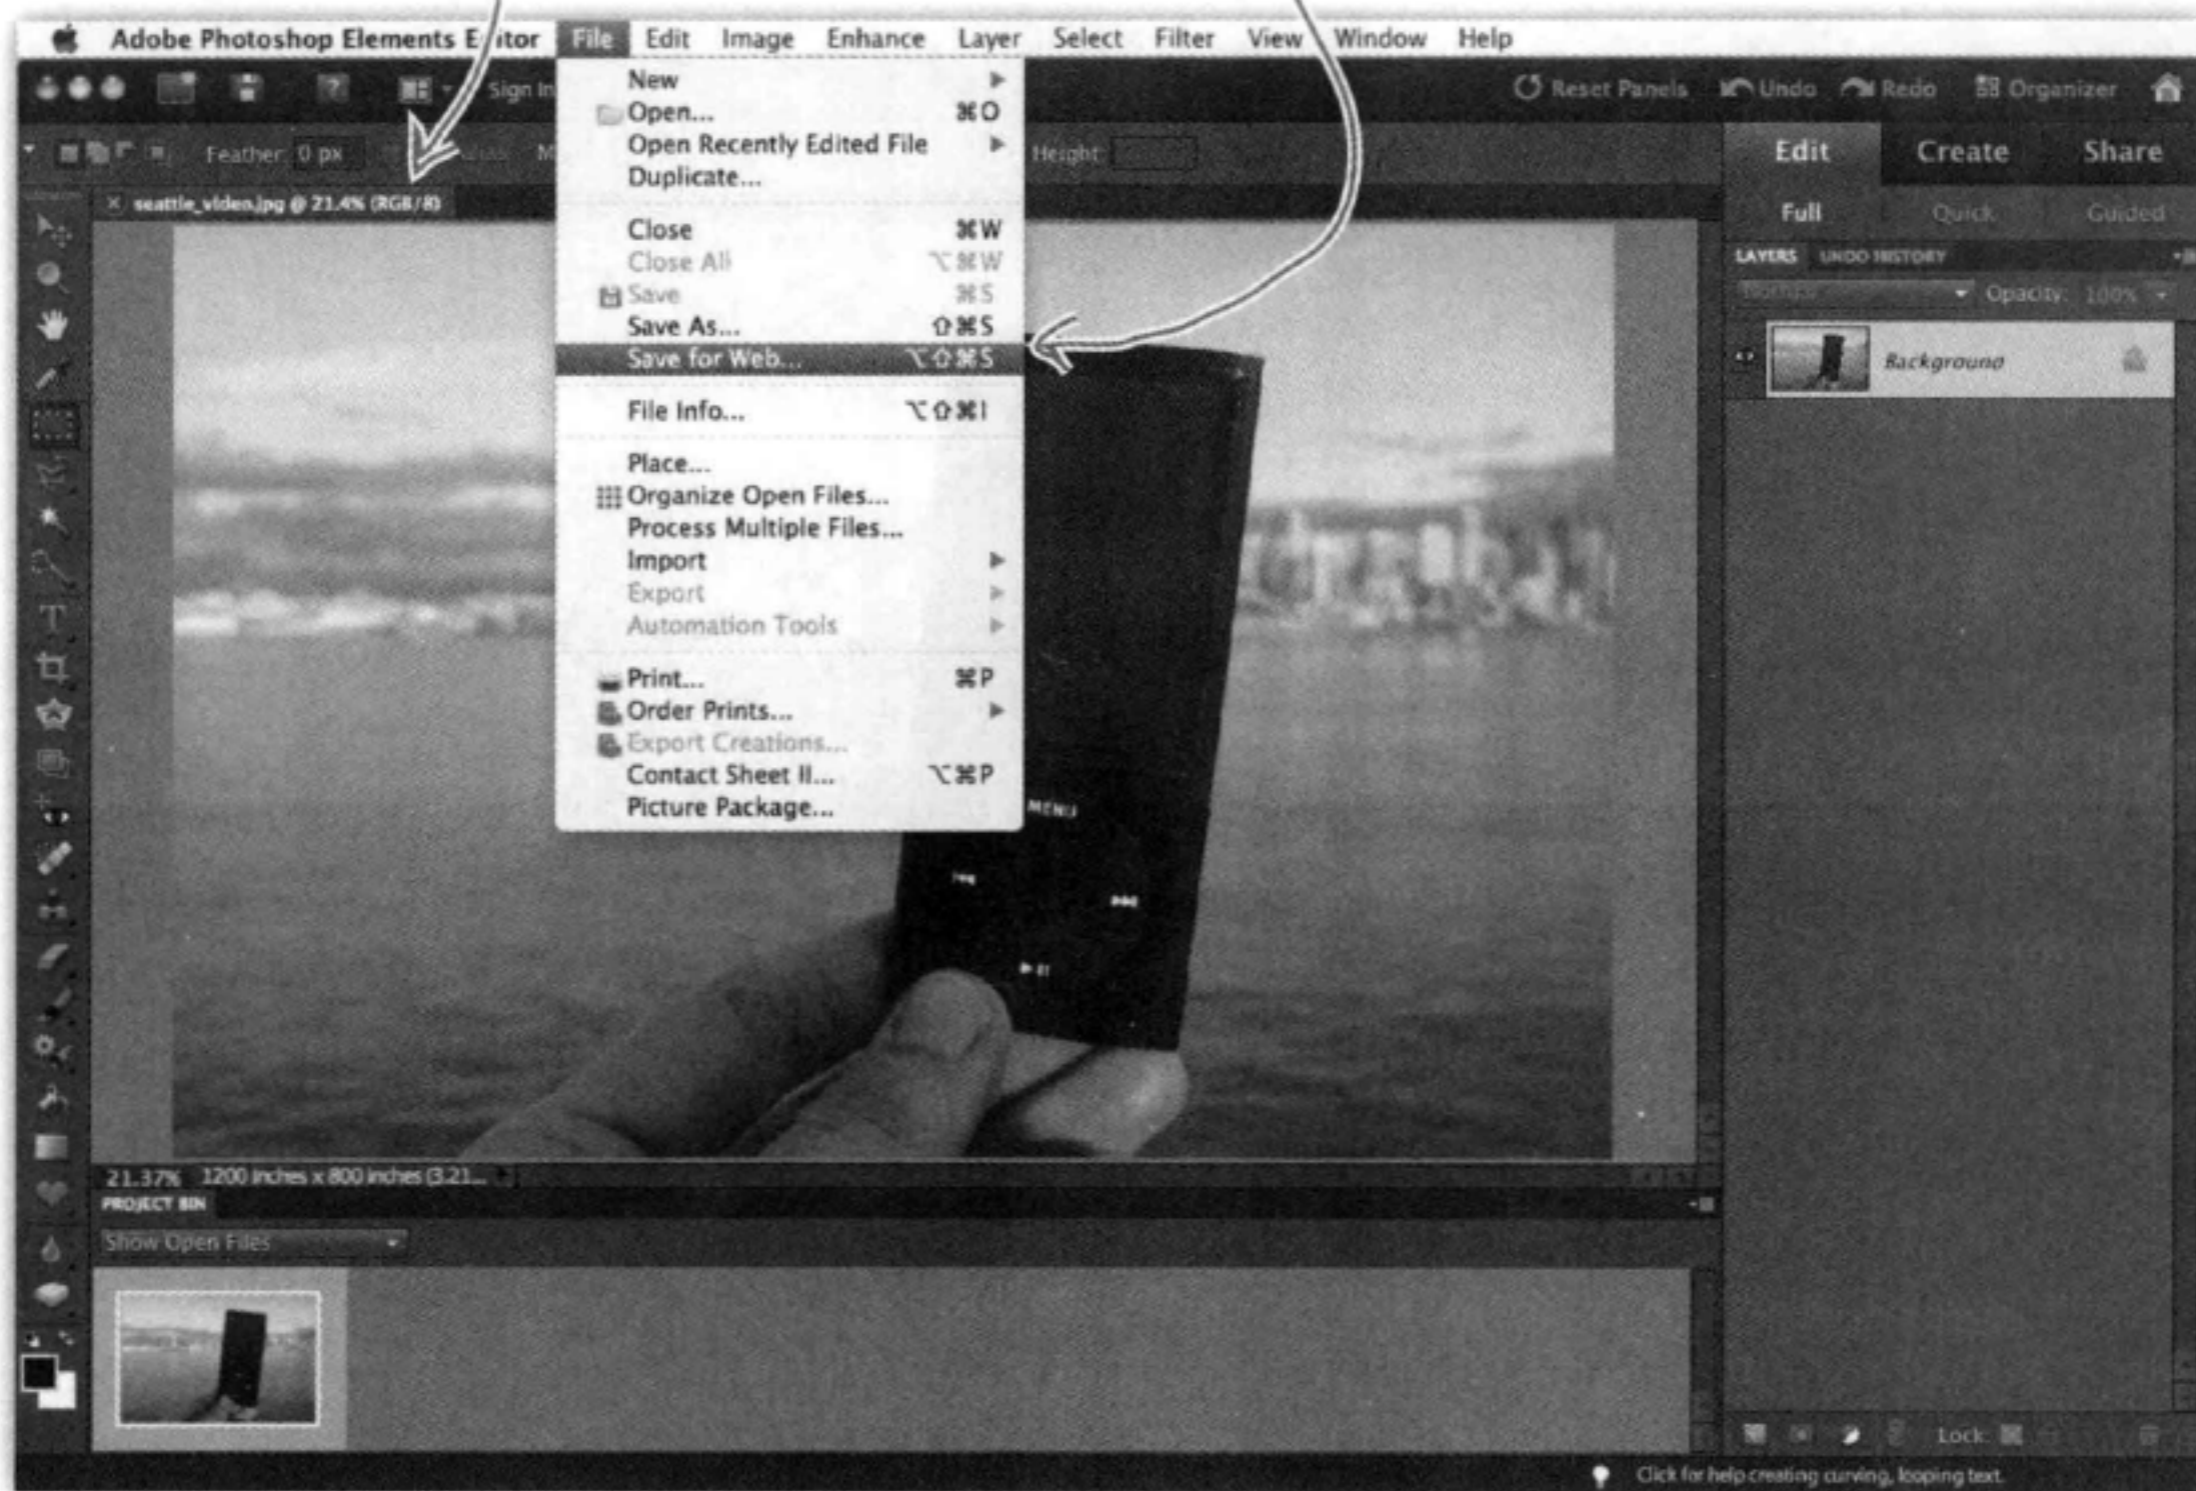 Adobe Photoshop Elements Editor File Edit Image Enhance Layer Select Filter View Window Help
? Sign In Reset Panels Undo Redo Organizer
Feather: 0 px Height:
Edit Create Share
× seattle_video.jpg @ 21.4% (RGB/8)
Full Quick Guided
LAYERS UNDO HISTORY
Normal Opacity: 100%
Background
New
Open... ⌘O
Open Recently Edited File
Duplicate...
Close ⌘W
Close All ⌥⌘W
Save ⌘S
Save As... ⇧⌘S
Save for Web... ⌥⇧⌘S
File Info... ⌥⇧⌘I
Place...
Organize Open Files...
Process Multiple Files...
Import
Export
Automation Tools
Print... ⌘P
Order Prints...
Export Creations...
Contact Sheet II... ⌥⌘P
Picture Package...
MENU
21.37% 1200 inches x 800 inches (3.21...
PROJECT BIN
Show Open Files
Lock:
Click for help creating curving, looping text.